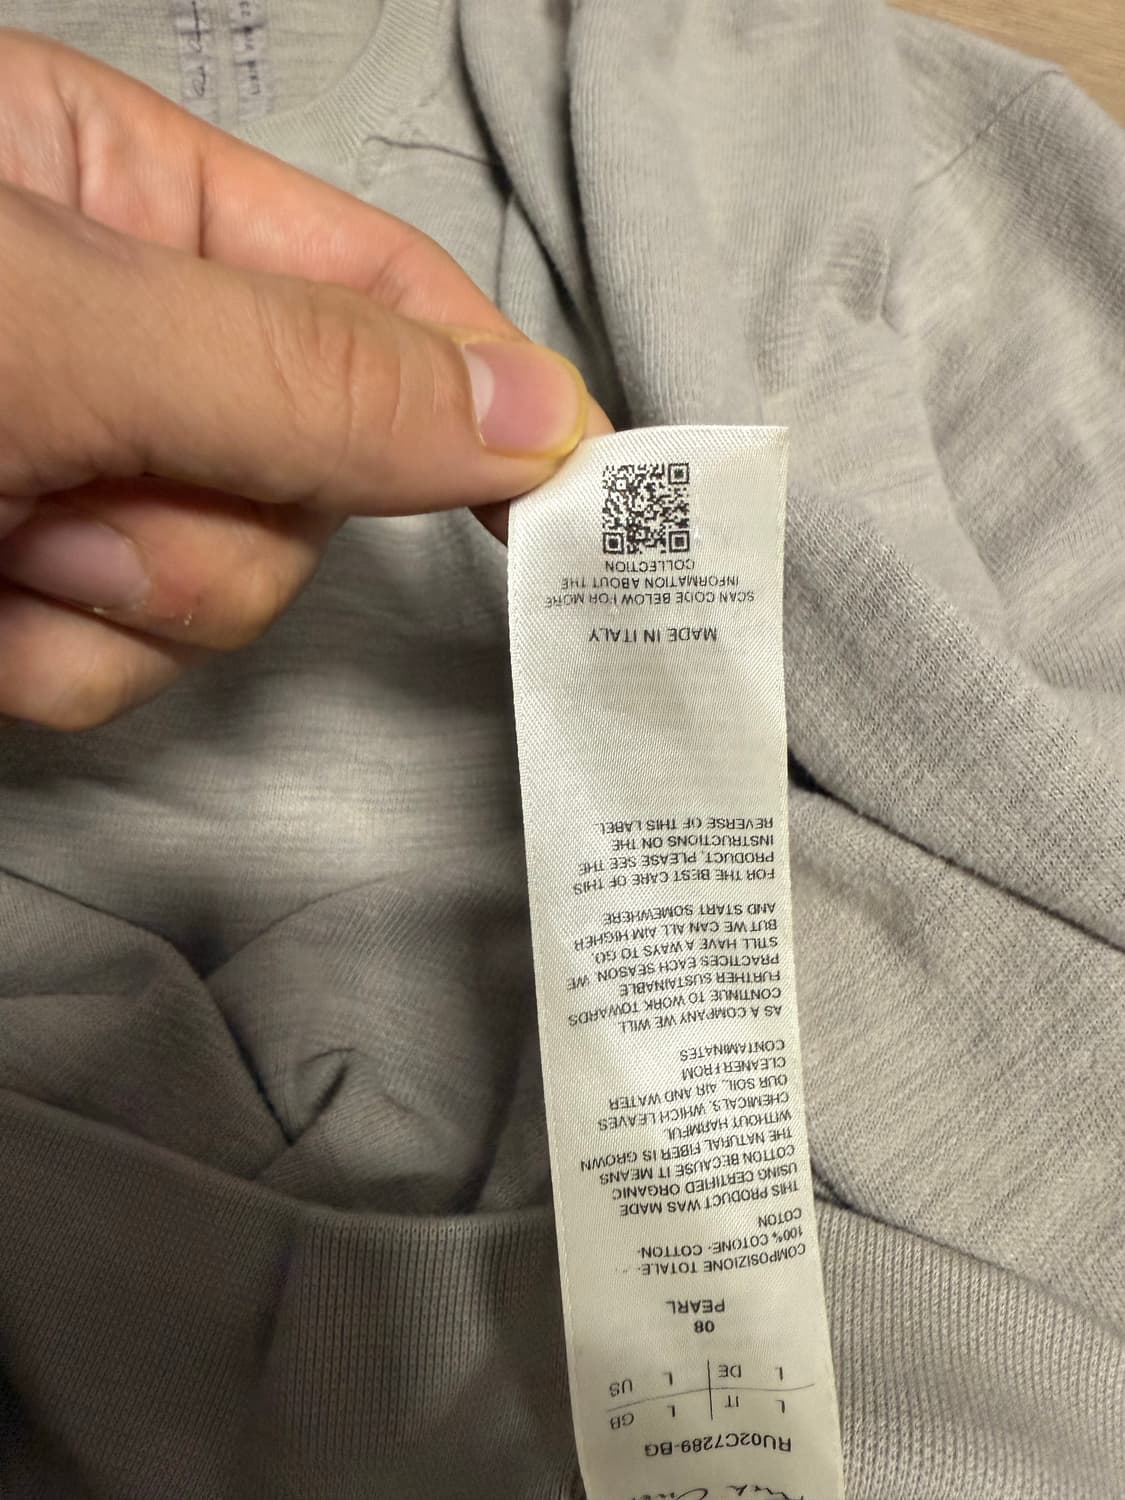 RU02C7289-BG
L IT L GB
L DE L US
08
PEARL
COMPOSIZIONE TOTALE-
100% COTONE- COTTON-
COTON
THIS PRODUCT WAS MADE
USING CERTIFIED ORGANIC
COTTON BECAUSE IT MEANS
THE NATURAL FIBER IS GROWN
WITHOUT HARMFUL
CHEMICALS, WHICH LEAVES
OUR SOIL, AIR AND WATER
CLEANER FROM
CONTAMINATES
AS A COMPANY WE WILL
CONTINUE TO WORK TOWARDS
FURTHER SUSTAINABLE
PRACTICES EACH SEASON. WE
STILL HAVE A WAYS TO GO,
BUT WE CAN ALL AIM HIGHER
AND START SOMEWHERE
FOR THE BEST CARE OF THIS
PRODUCT, PLEASE SEE THE
INSTRUCTIONS ON THE
REVERSE OF THIS LABEL
MADE IN ITALY
SCAN CODE BELOW FOR MORE
INFORMATION ABOUT THE
COLLECTION